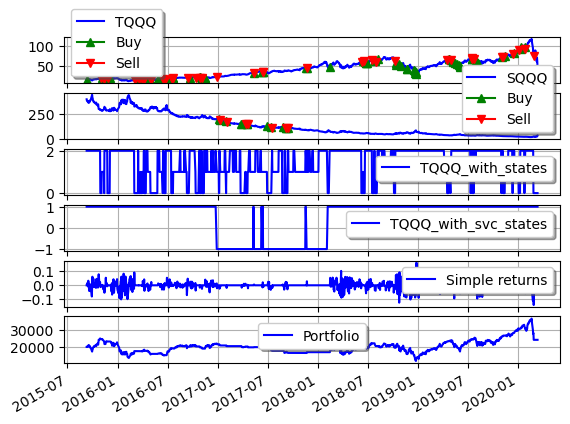 TQQQ
Buy
Sell
100
50
SQQQ
Buy
Sell
250
0
2
0
TQQQ_with_states
1
0
−1
TQQQ_with_svc_states
0.1
0.0
−0.1
Simple returns
30000
20000
Portfolio
2015-07
2016-01
2016-07
2017-01
2017-07
2018-01
2018-07
2019-01
2019-07
2020-01